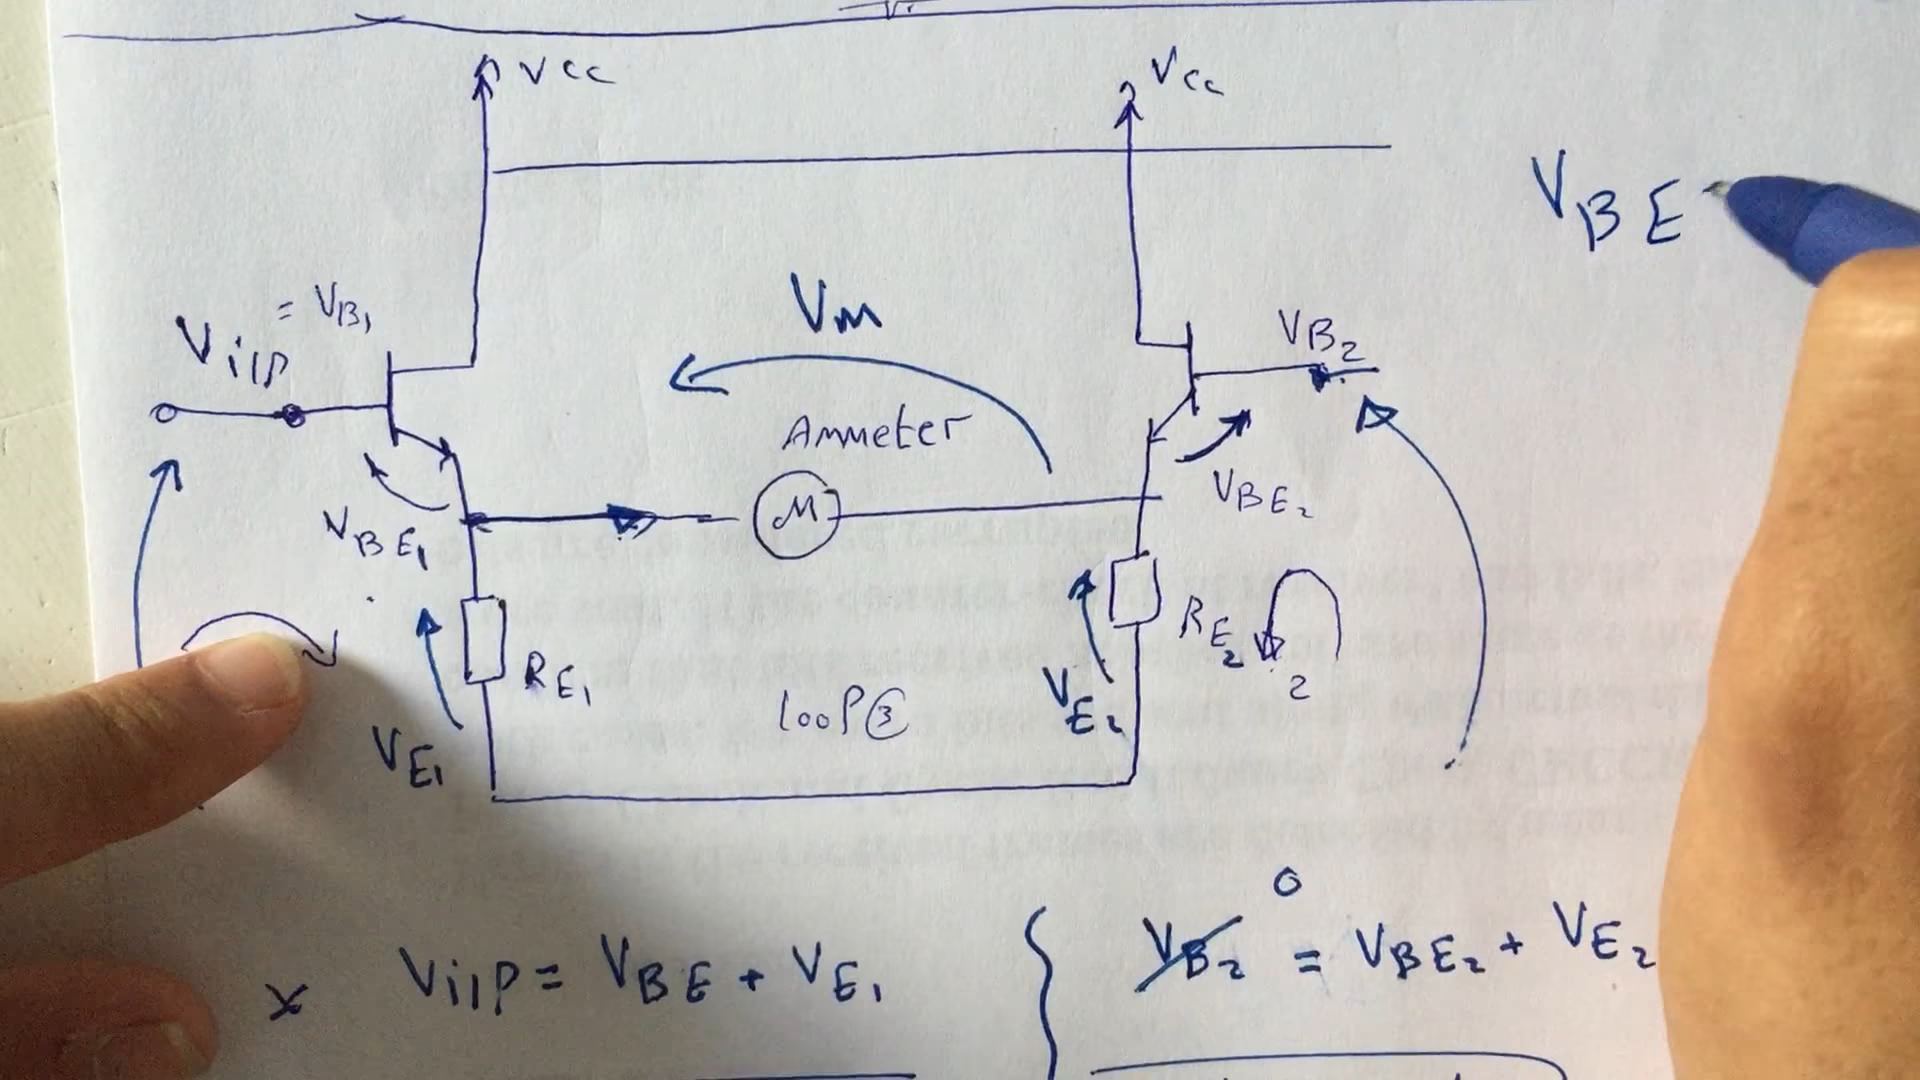 Vcc
Vcc
VBE
= VB1
Vi/p
Vm
VB2
Ammeter
VBE1
M
VBE2
RE1
RE2
2
VE1
loop ③
VE2
0
x Vi/p = VBE + VE1
VB2 = VBE2 + VE2